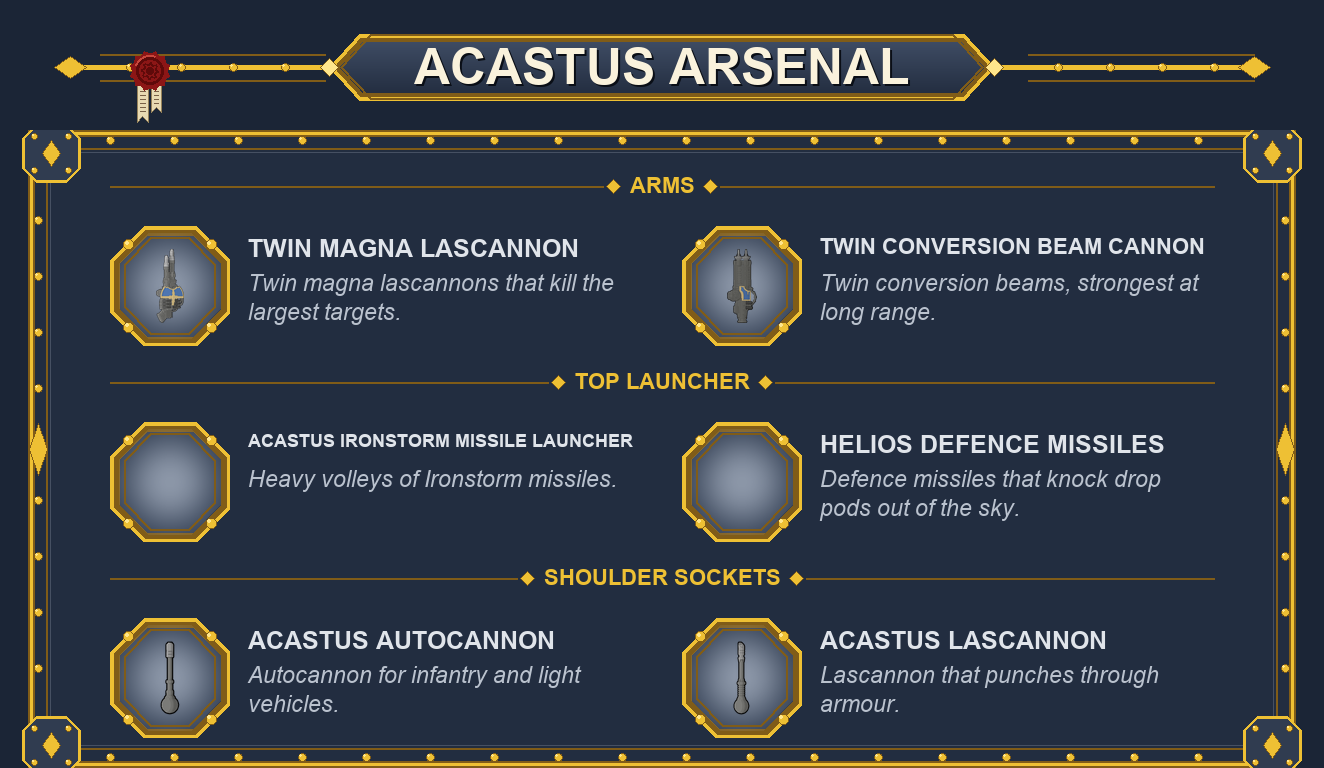 ACASTUS ARSENAL
ARMS
TWIN MAGNA LASCANNON
Twin magna lascannons that kill the
largest targets.
TWIN CONVERSION BEAM CANNON
Twin conversion beams, strongest at
long range.
TOP LAUNCHER
ACASTUS IRONSTORM MISSILE LAUNCHER
Heavy volleys of Ironstorm missiles.
HELIOS DEFENCE MISSILES
Defence missiles that knock drop
pods out of the sky.
SHOULDER SOCKETS
ACASTUS AUTOCANNON
Autocannon for infantry and light
vehicles.
ACASTUS LASCANNON
Lascannon that punches through
armour.